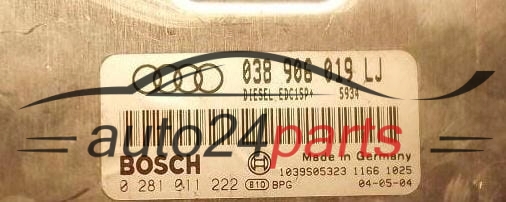 038 906 019 LJ
DIESEL EDC15P+ 5934
auto24parts
BOSCH
Made in Germany
1039S05323 1166 1025
0 281 011 222 B10 BPG 04-05-04